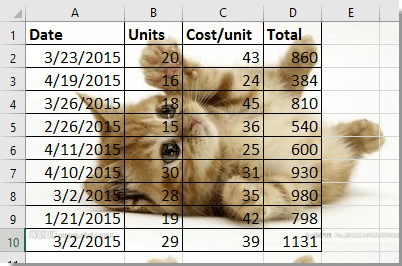 A B C D E
1 Date Units Cost/unit Total
2 3/23/2015 20 43 860
3 4/19/2015 16 24 384
4 3/26/2015 18 45 810
5 2/26/2015 15 36 540
6 4/11/2015 24 25 600
7 4/10/2015 30 31 930
8 3/2/2015 28 35 980
9 1/21/2015 19 42 798
10 3/2/2015 29 39 1131